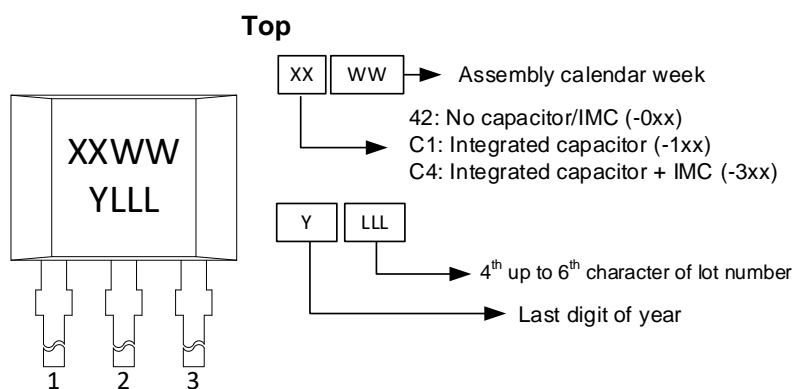 Top
XX WW Assembly calendar week
42: No capacitor/IMC (-0xx)
C1: Integrated capacitor (-1xx)
C4: Integrated capacitor + IMC (-3xx)
XXWW
YLLL
Y LLL
4th up to 6th character of lot number
Last digit of year
1 2 3